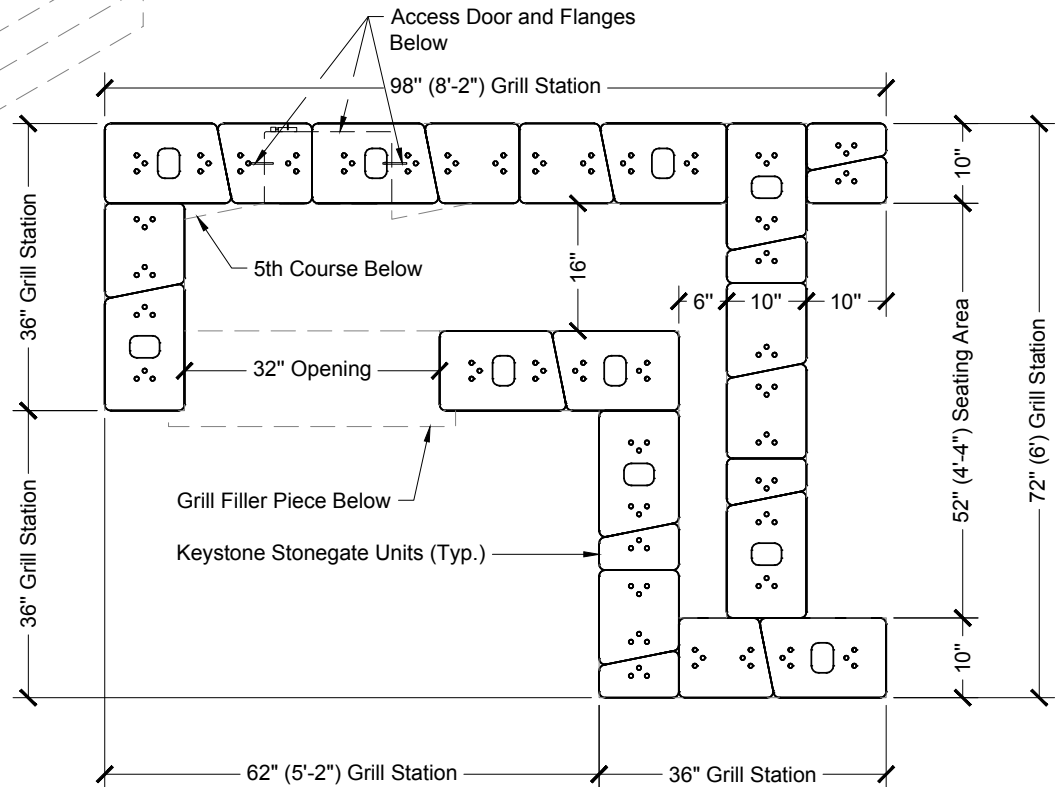 Access Door and Flanges
Below
98" (8'-2") Grill Station
36" Grill Station
10"
5th Course Below
16"
6"
10"
10"
32" Opening
52" (4'-4") Seating Area
72" (6') Grill Station
Grill Filler Piece Below
Keystone Stonegate Units (Typ.)
36" Grill Station
10"
62" (5'-2") Grill Station
36" Grill Station